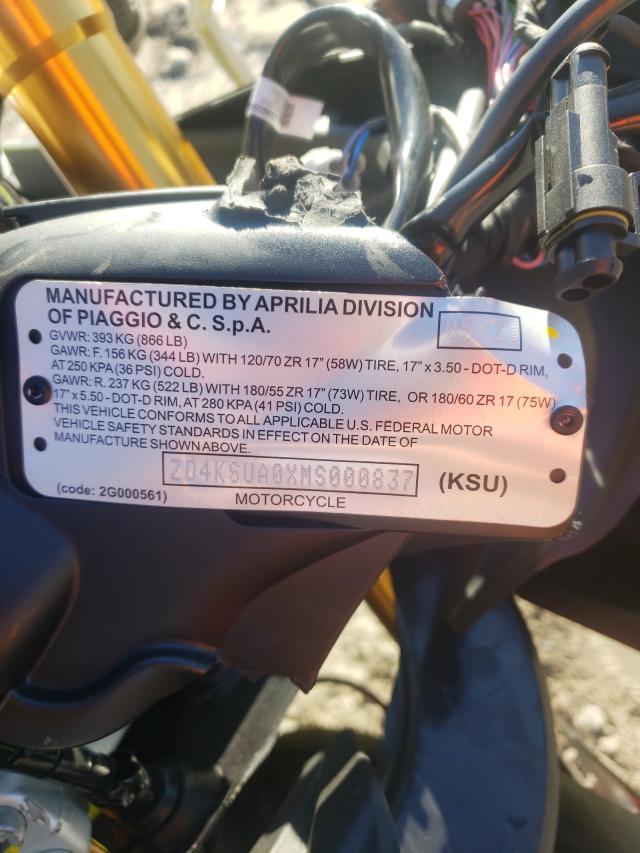 MANUFACTURED BY APRILIA DIVISION
OF PIAGGIO & C. S.p.A.
GVWR: 393 KG (866 LB)
GAWR: F. 156 KG (344 LB) WITH 120/70 ZR 17" (58W) TIRE, 17" x 3.50 - DOT-D RIM,
AT 250 KPA (36 PSI) COLD.
GAWR: R. 237 KG (522 LB) WITH 180/55 ZR 17" (73W) TIRE, OR 180/60 ZR 17 (75W)
17" x 5.50 - DOT-D RIM, AT 280 KPA (41 PSI) COLD.
THIS VEHICLE CONFORMS TO ALL APPLICABLE U.S. FEDERAL MOTOR
VEHICLE SAFETY STANDARDS IN EFFECT ON THE DATE OF
MANUFACTURE SHOWN ABOVE.
ZD4KSUA0XMS000837 (KSU)
(code: 2G000561) MOTORCYCLE